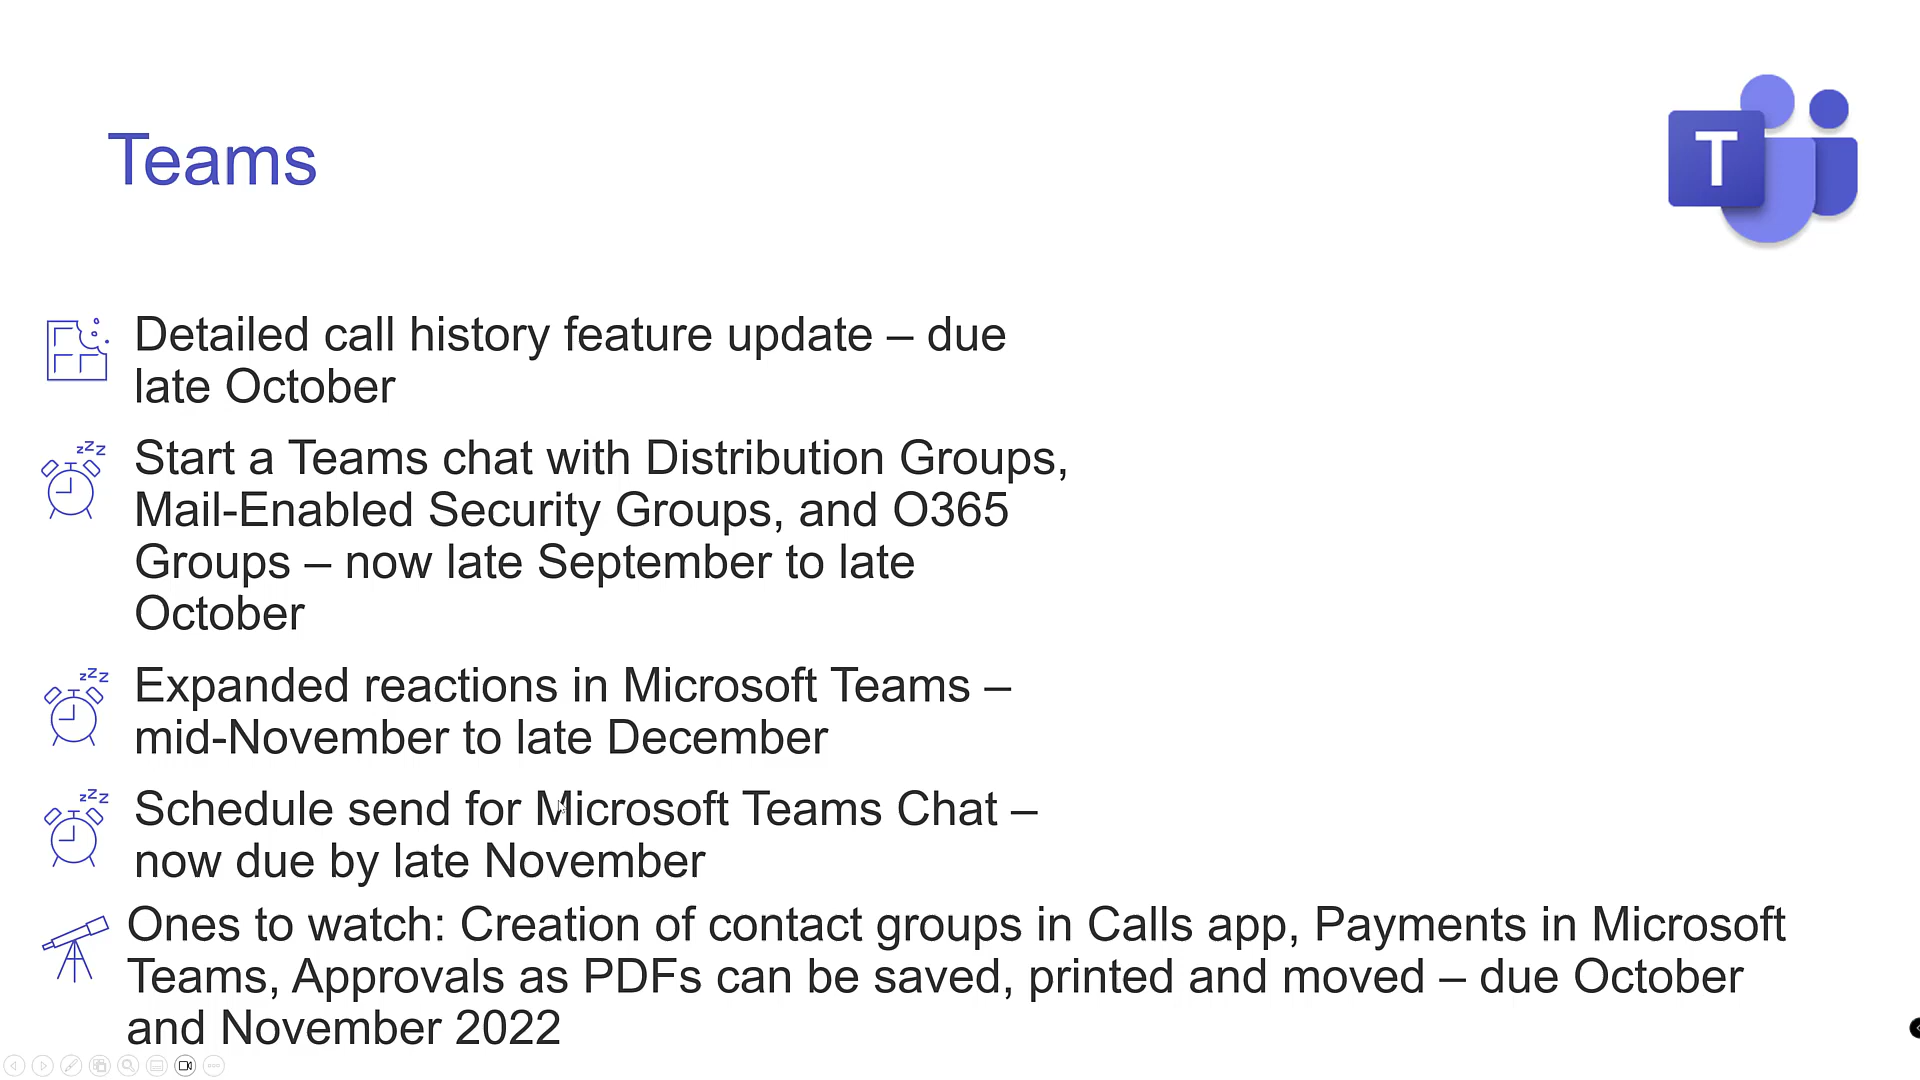 Teams
T
Detailed call history feature update – due
late October
zzz
Start a Teams chat with Distribution Groups,
Mail-Enabled Security Groups, and O365
Groups – now late September to late
October
zzz
Expanded reactions in Microsoft Teams –
mid-November to late December
zzz
Schedule send for Microsoft Teams Chat –
now due by late November
Ones to watch: Creation of contact groups in Calls app, Payments in Microsoft
Teams, Approvals as PDFs can be saved, printed and moved – due October
and November 2022